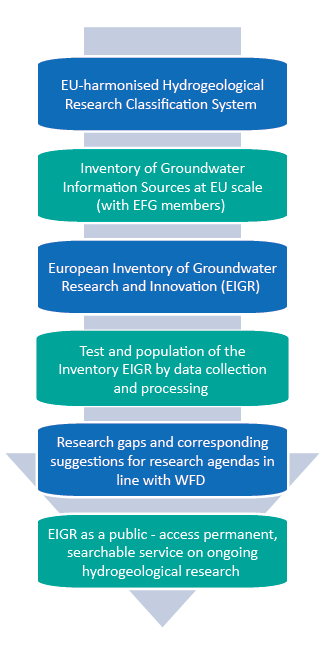 EU-harmonised Hydrogeological
Research Classification System
Inventory of Groundwater
Information Sources at EU scale
(with EFG members)
European Inventory of Groundwater
Research and Innovation (EIGR)
Test and population of the
Inventory EIGR by data collection
and processing
Research gaps and corresponding
suggestions for research agendas in
line with WFD
EIGR as a public - access permanent,
searchable service on ongoing
hydrogeological research